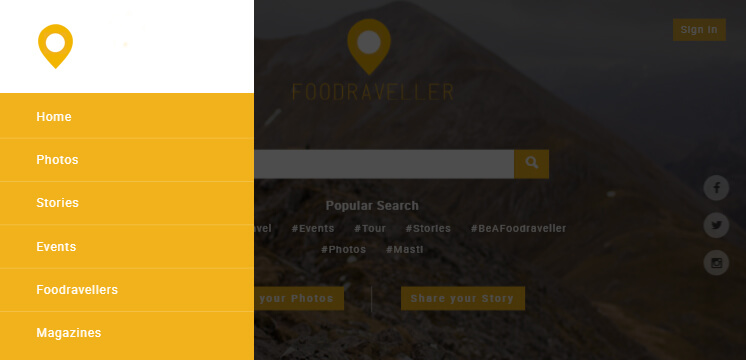 Home
Photos
Stories
Events
Foodravellers
Magazines
Sign In
FOODRAVELLER
Popular Search
#Events #Tour #Stories #BeAFoodraveller
#Photos #Masti
your Photos
Share your Story